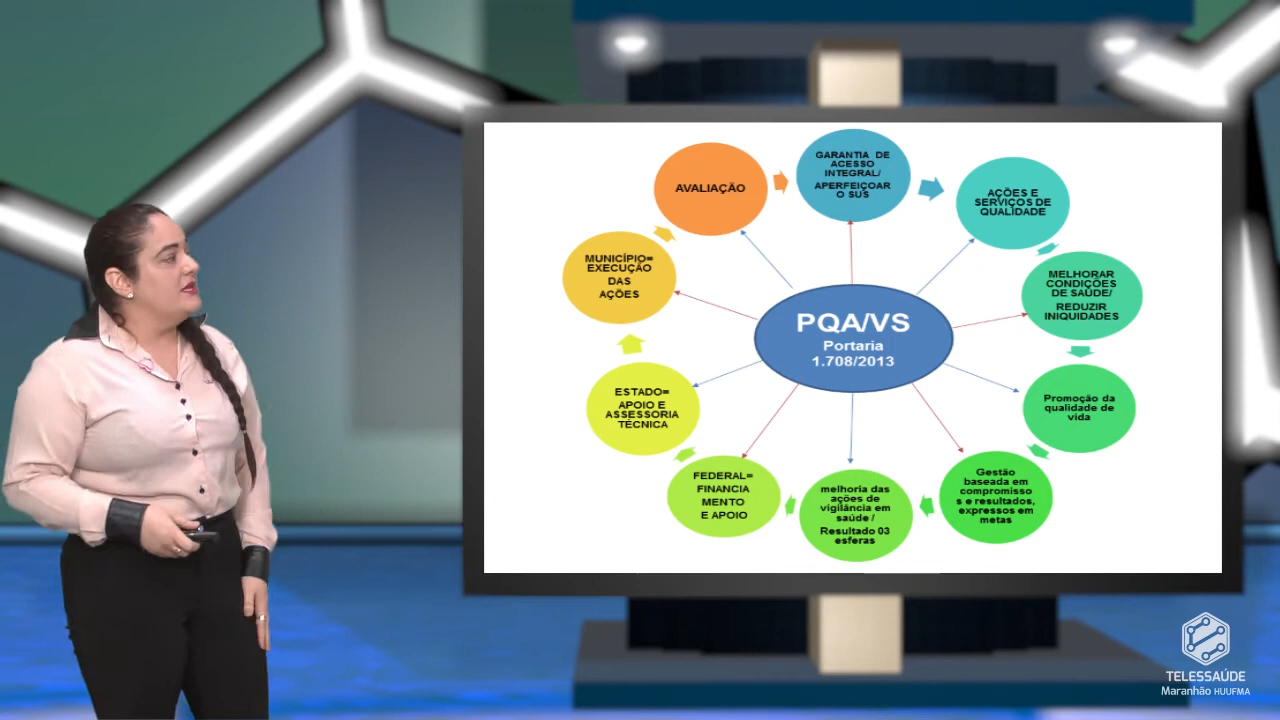 AVALIAÇÃO
GARANTIA DE
ACESSO
INTEGRAL/
APERFEIÇOAR
O SUS
AÇÕES E
SERVIÇOS DE
QUALIDADE
MELHORAR
CONDIÇÕES
DE SAÚDE/
REDUZIR
INIQUIDADES
Promoção da
qualidade de
vida
Gestão
baseada em
compromisso
s e resultados,
expressos em
metas
melhoria das
ações de
vigilância em
saúde /
Resultado 03
esferas
FEDERAL=
FINANCIA
MENTO
E APOIO
ESTADO=
APOIO E
ASSESSORIA
TÉCNICA
MUNICÍPIO=
EXECUÇÃO
DAS
AÇÕES
PQA/VS
Portaria
1.708/2013
TELESSAÚDE
Maranhão HUUFMA